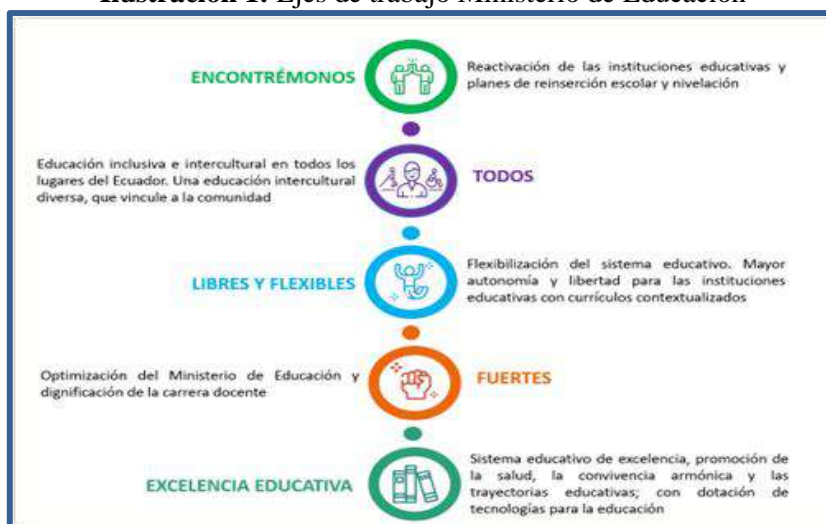 Ilustración 1. Ejes de trabajo Ministerio de Educación
ENCONTRÉMONOS
Reactivación de las instituciones educativas y
planes de reinserción escolar y nivelación
Educación inclusiva e intercultural en todos los
lugares del Ecuador. Una educación intercultural
diversa, que vincule a la comunidad
TODOS
LIBRES Y FLEXIBLES
Flexibilización del sistema educativo. Mayor
autonomía y libertad para las instituciones
educativas con currículos contextualizados
Optimización del Ministerio de Educación y
dignificación de la carrera docente
FUERTES
EXCELENCIA EDUCATIVA
Sistema educativo de excelencia, promoción de
la salud, la convivencia armónica y las
trayectorias educativas; con dotación de
tecnologías para la educación